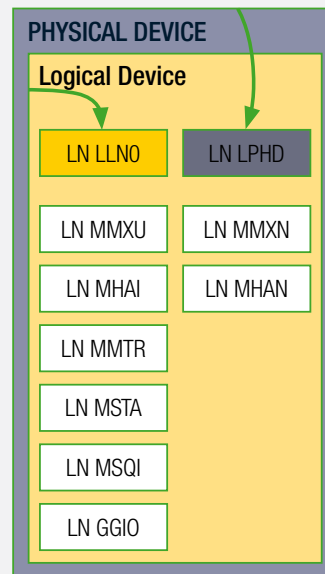 PHYSICAL DEVICE
Logical Device
LN LLN0
LN LPHD
LN MMXU
LN MMXN
LN MHAI
LN MHAN
LN MMTR
LN MSTA
LN MSQI
LN GGIO